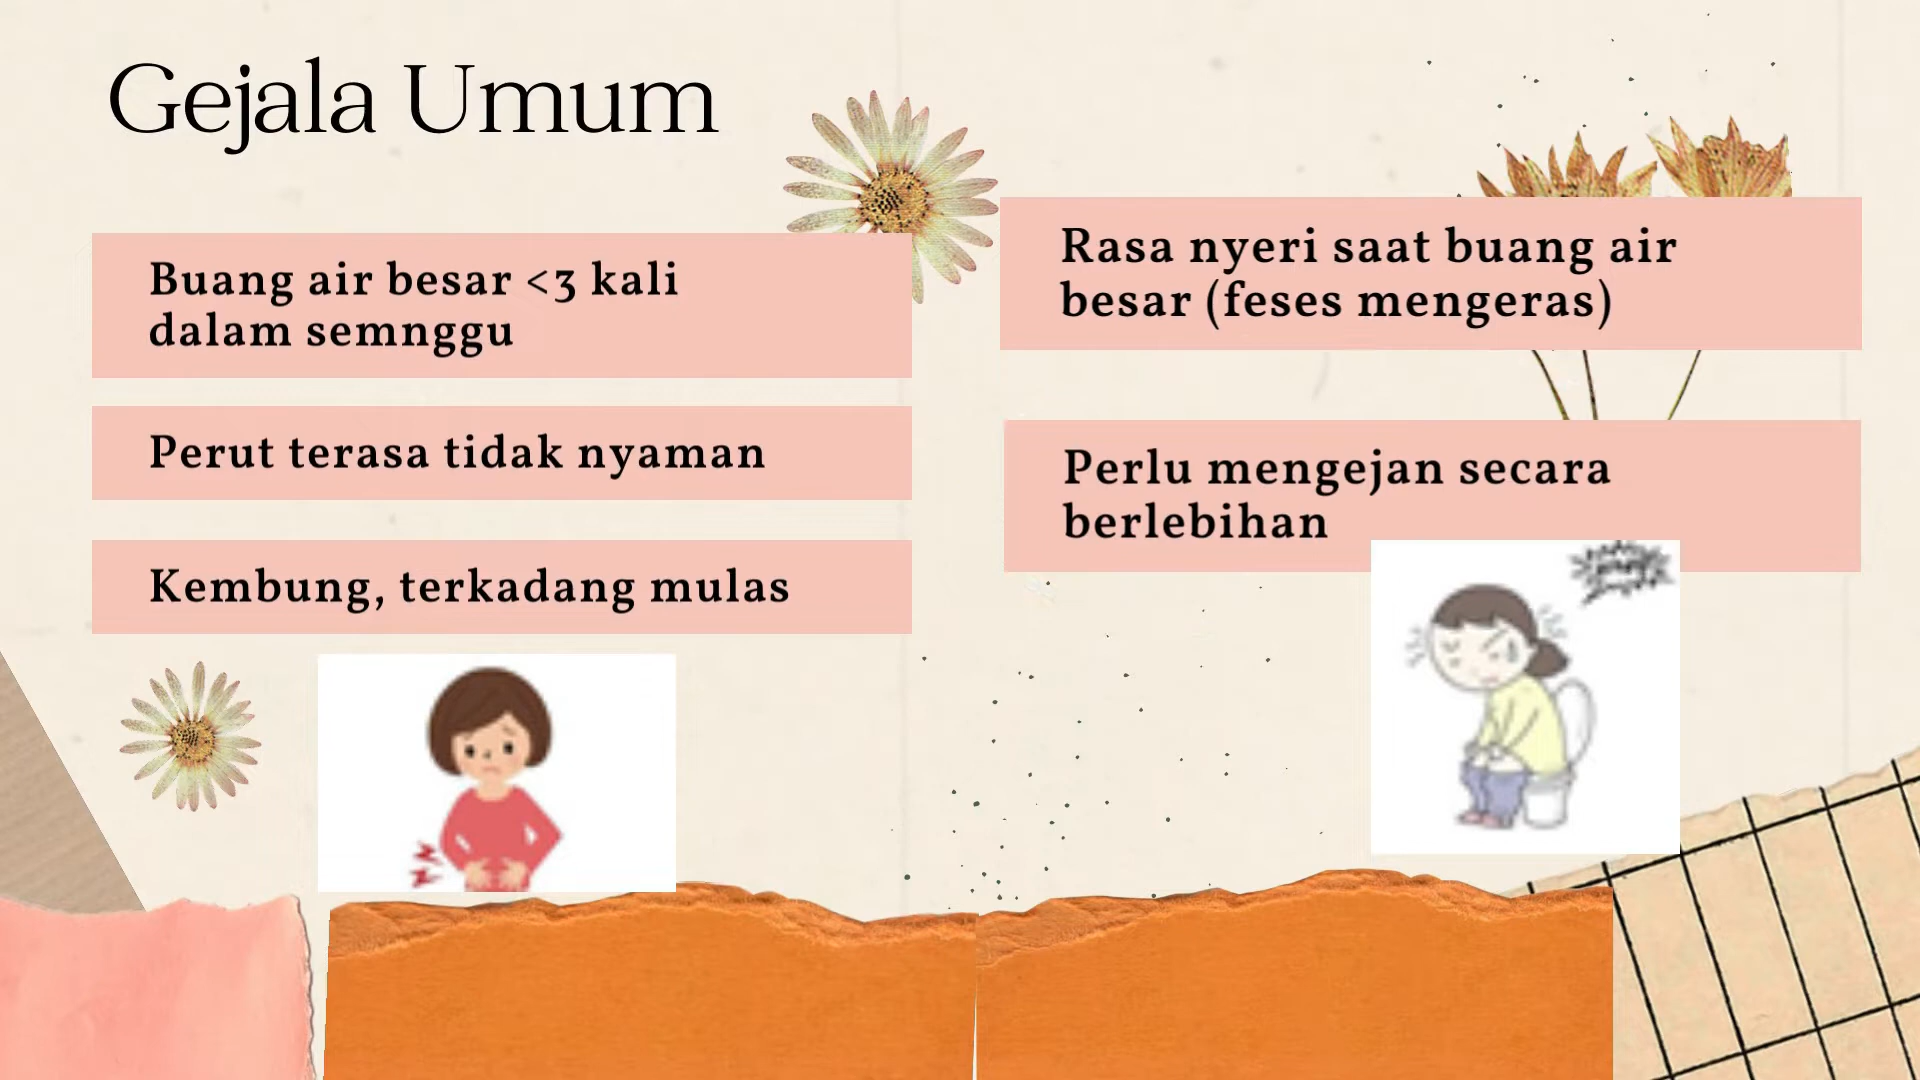 Gejala Umum
Buang air besar <3 kali
dalam semnggu
Perut terasa tidak nyaman
Kembung, terkadang mulas
Rasa nyeri saat buang air
besar (feses mengeras)
Perlu mengejan secara
berlebihan